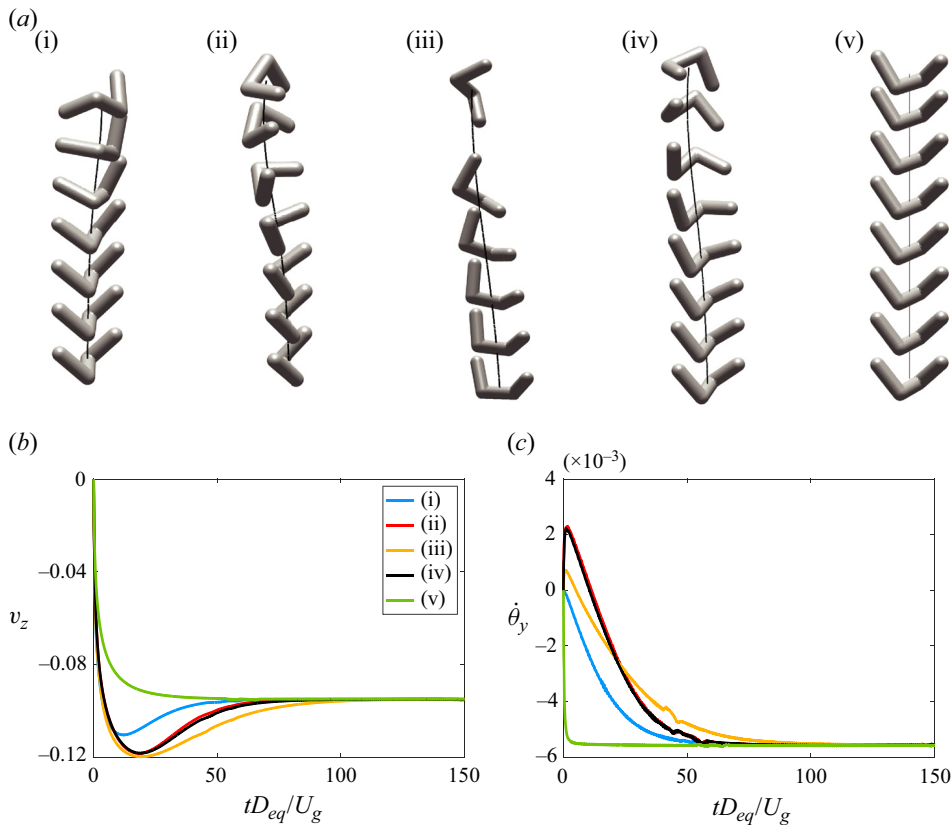 (a)
(i) (ii) (iii) (iv) (v)
(b) (c)
(×10⁻³)
0
−0.04
−0.08
−0.12
v_z
(i)
(ii)
(iii)
(iv)
(v)
0 50 100 150
tD_eq/U_g
4
2
0
−2
−4
−6
θ̇_y
0 50 100 150
tD_eq/U_g